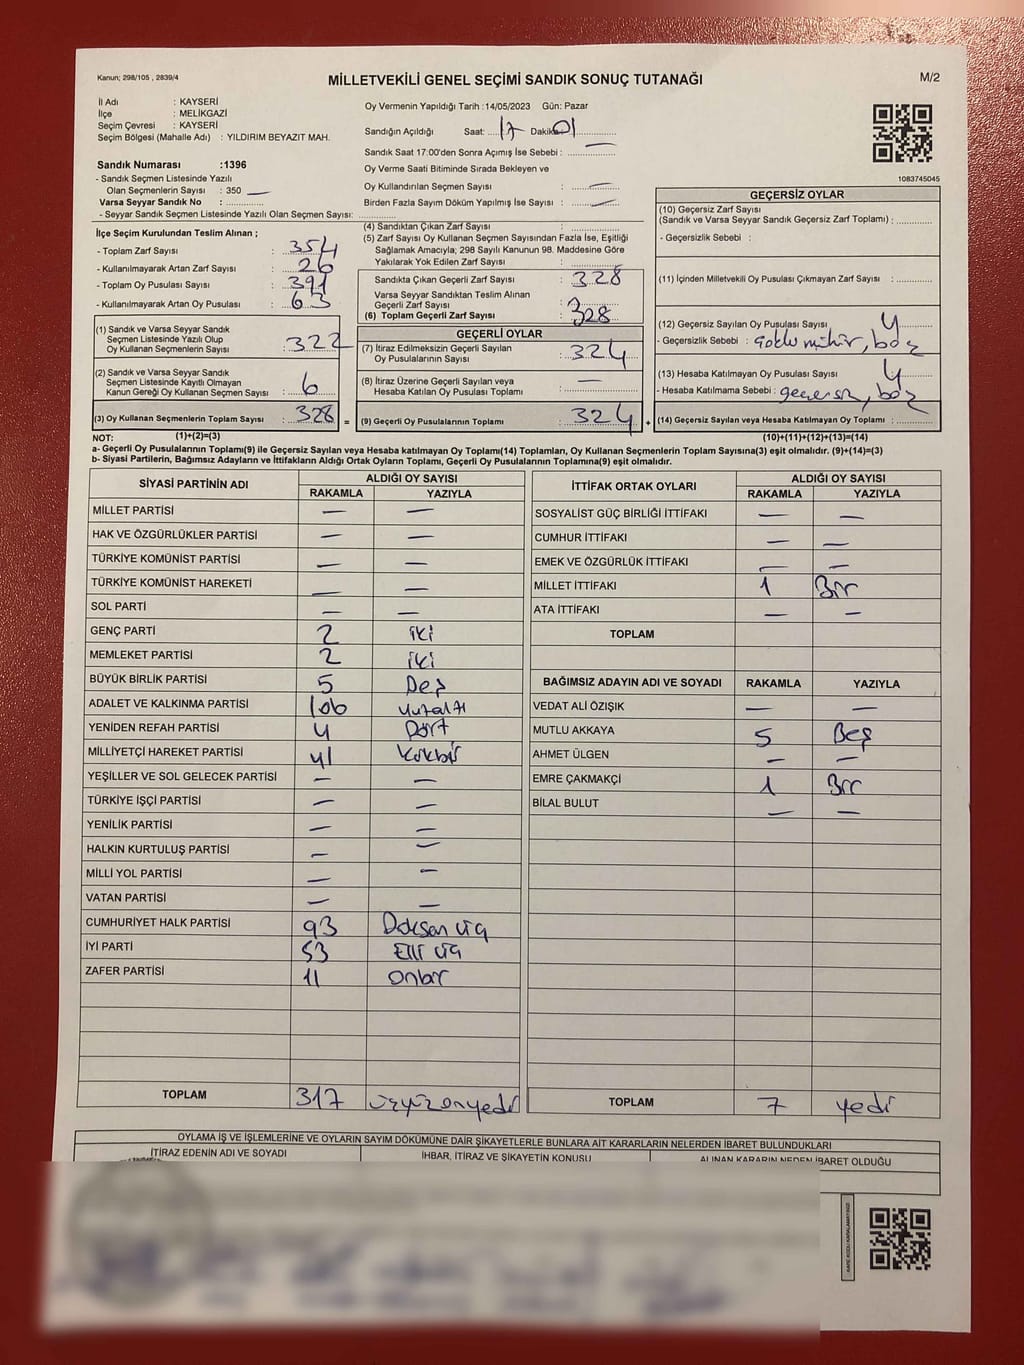 Kanun; 298/105 , 2839/4
MİLLETVEKİLİ GENEL SEÇİMİ SANDIK SONUÇ TUTANAĞI
M/2
İl Adı : KAYSERİ
İlçe : MELİKGAZİ
Seçim Çevresi : KAYSERİ
Seçim Bölgesi (Mahalle Adı) : YILDIRIM BEYAZIT MAH.
Sandık Numarası :1396
- Sandık Seçmen Listesinde Yazılı
Olan Seçmenlerin Sayısı : 350 —
Varsa Seyyar Sandık No :
- Seyyar Sandık Seçmen Listesinde Yazılı Olan Seçmen Sayısı:
Oy Vermenin Yapıldığı Tarih :14/05/2023 Gün: Pazar
Sandığın Açıldığı Saat: 17 Dakika 01
Sandık Saat 17:00'den Sonra Açımış İse Sebebi : —
Oy Verme Saati Bitiminde Sırada Bekleyen ve
Oy Kullandırılan Seçmen Sayısı : —
Birden Fazla Sayım Döküm Yapılmış İse Sayısı : —
1083745045
İlçe Seçim Kurulundan Teslim Alınan ;
- Toplam Zarf Sayısı : 354
- Kullanılmayarak Artan Zarf Sayısı : 26
- Toplam Oy Pusulası Sayısı : 391
- Kullanılmayarak Artan Oy Pusulası : 63
(1) Sandık ve Varsa Seyyar Sandık
Seçmen Listesinde Yazılı Olup
Oy Kullanan Seçmenlerin Sayısı : 322
(2) Sandık ve Varsa Seyyar Sandık
Seçmen Listesinde Kayıtlı Olmayan
Kanun Gereği Oy Kullanan Seçmen Sayısı : 6
(3) Oy Kullanan Seçmenlerin Toplam Sayısı : 328 =
(4) Sandıktan Çıkan Zarf Sayısı :
(5) Zarf Sayısı Oy Kullanan Seçmen Sayısından Fazla İse, Eşitliği
Sağlamak Amacıyla; 298 Sayılı Kanunun 98. Maddesine Göre
Yakılarak Yok Edilen Zarf Sayısı :
Sandıkta Çıkan Geçerli Zarf Sayısı : 328
Varsa Seyyar Sandıktan Teslim Alınan
Geçerli Zarf Sayısı :
(6) Toplam Geçerli Zarf Sayısı : 328
GEÇERLİ OYLAR
(7) İtiraz Edilmeksizin Geçerli Sayılan
Oy Pusulalarının Sayısı : 324
(8) İtiraz Üzerine Geçerli Sayılan veya
Hesaba Katılan Oy Pusulası Toplamı : —
(9) Geçerli Oy Pusulalarının Toplamı : 324 +
GEÇERSİZ OYLAR
(10) Geçersiz Zarf Sayısı
(Sandık ve Varsa Seyyar Sandık Geçersiz Zarf Toplamı) :
- Geçersizlik Sebebi :
(11) İçinden Milletvekili Oy Pusulası Çıkmayan Zarf Sayısı :
(12) Geçersiz Sayılan Oy Pusulası Sayısı : 4
- Geçersizlik Sebebi : Çoklu mühür, boş
(13) Hesaba Katılmayan Oy Pusulası Sayısı : 4
- Hesaba Katılmama Sebebi : geçersiz, boş
(14) Geçersiz Sayılan veya Hesaba Katılmayan Oy Toplamı :
NOT: (1)+(2)=(3) (10)+(11)+(12)+(13)=(14)
a- Geçerli Oy Pusulalarının Toplamı(9) ile Geçersiz Sayılan veya Hesaba katılmayan Oy Toplamı(14) Toplamları, Oy Kullanan Seçmenlerin Toplam Sayısına(3) eşit olmalıdır. (9)+(14)=(3)
b- Siyasi Partilerin, Bağımsız Adayların ve İttifakların Aldığı Ortak Oyların Toplamı, Geçerli Oy Pusulalarının Toplamına(9) eşit olmalıdır.
SİYASİ PARTİNİN ADI ALDIĞI OY SAYISI
RAKAMLA YAZIYLA
MİLLET PARTİSİ — —
HAK VE ÖZGÜRLÜKLER PARTİSİ — —
TÜRKİYE KOMÜNİST PARTİSİ — —
TÜRKİYE KOMÜNİST HAREKETİ — —
SOL PARTİ — —
GENÇ PARTİ 2 iki
MEMLEKET PARTİSİ 2 iki
BÜYÜK BİRLİK PARTİSİ 5 Beş
ADALET VE KALKINMA PARTİSİ 106 Yüzaltı
YENİDEN REFAH PARTİSİ 4 Dört
MİLLİYETÇİ HAREKET PARTİSİ 41 Kırkbir
YEŞİLLER VE SOL GELECEK PARTİSİ — —
TÜRKİYE İŞÇİ PARTİSİ — —
YENİLİK PARTİSİ — —
HALKIN KURTULUŞ PARTİSİ — —
MİLLİ YOL PARTİSİ — —
VATAN PARTİSİ — —
CUMHURİYET HALK PARTİSİ 93 Doksan üç
İYİ PARTİ 53 Elli üç
ZAFER PARTİSİ 11 onbir
TOPLAM 317 üçyüzonyedi
İTTİFAK ORTAK OYLARI ALDIĞI OY SAYISI
RAKAMLA YAZIYLA
SOSYALİST GÜÇ BİRLİĞİ İTTİFAKI — —
CUMHUR İTTİFAKI — —
EMEK VE ÖZGÜRLÜK İTTİFAKI — —
MİLLET İTTİFAKI 1 Bir
ATA İTTİFAKI — —
TOPLAM
BAĞIMSIZ ADAYIN ADI VE SOYADI RAKAMLA YAZIYLA
VEDAT ALİ ÖZIŞIK — —
MUTLU AKKAYA 5 Beş
AHMET ÜLGEN — —
EMRE ÇAKMAKÇİ 1 Bir
BİLAL BULUT — —
TOPLAM 7 yedi
OYLAMA İŞ VE İŞLEMLERİNE VE OYLARIN SAYIM DÖKÜMÜNE DAİR ŞİKAYETLERLE BUNLARA AİT KARARLARIN NELERDEN İBARET BULUNDUKLARI
İTİRAZ EDENİN ADI VE SOYADI İHBAR, İTİRAZ VE ŞİKAYETİN KONUSU ALINAN KARARIN NEDEN İBARET OLDUĞU